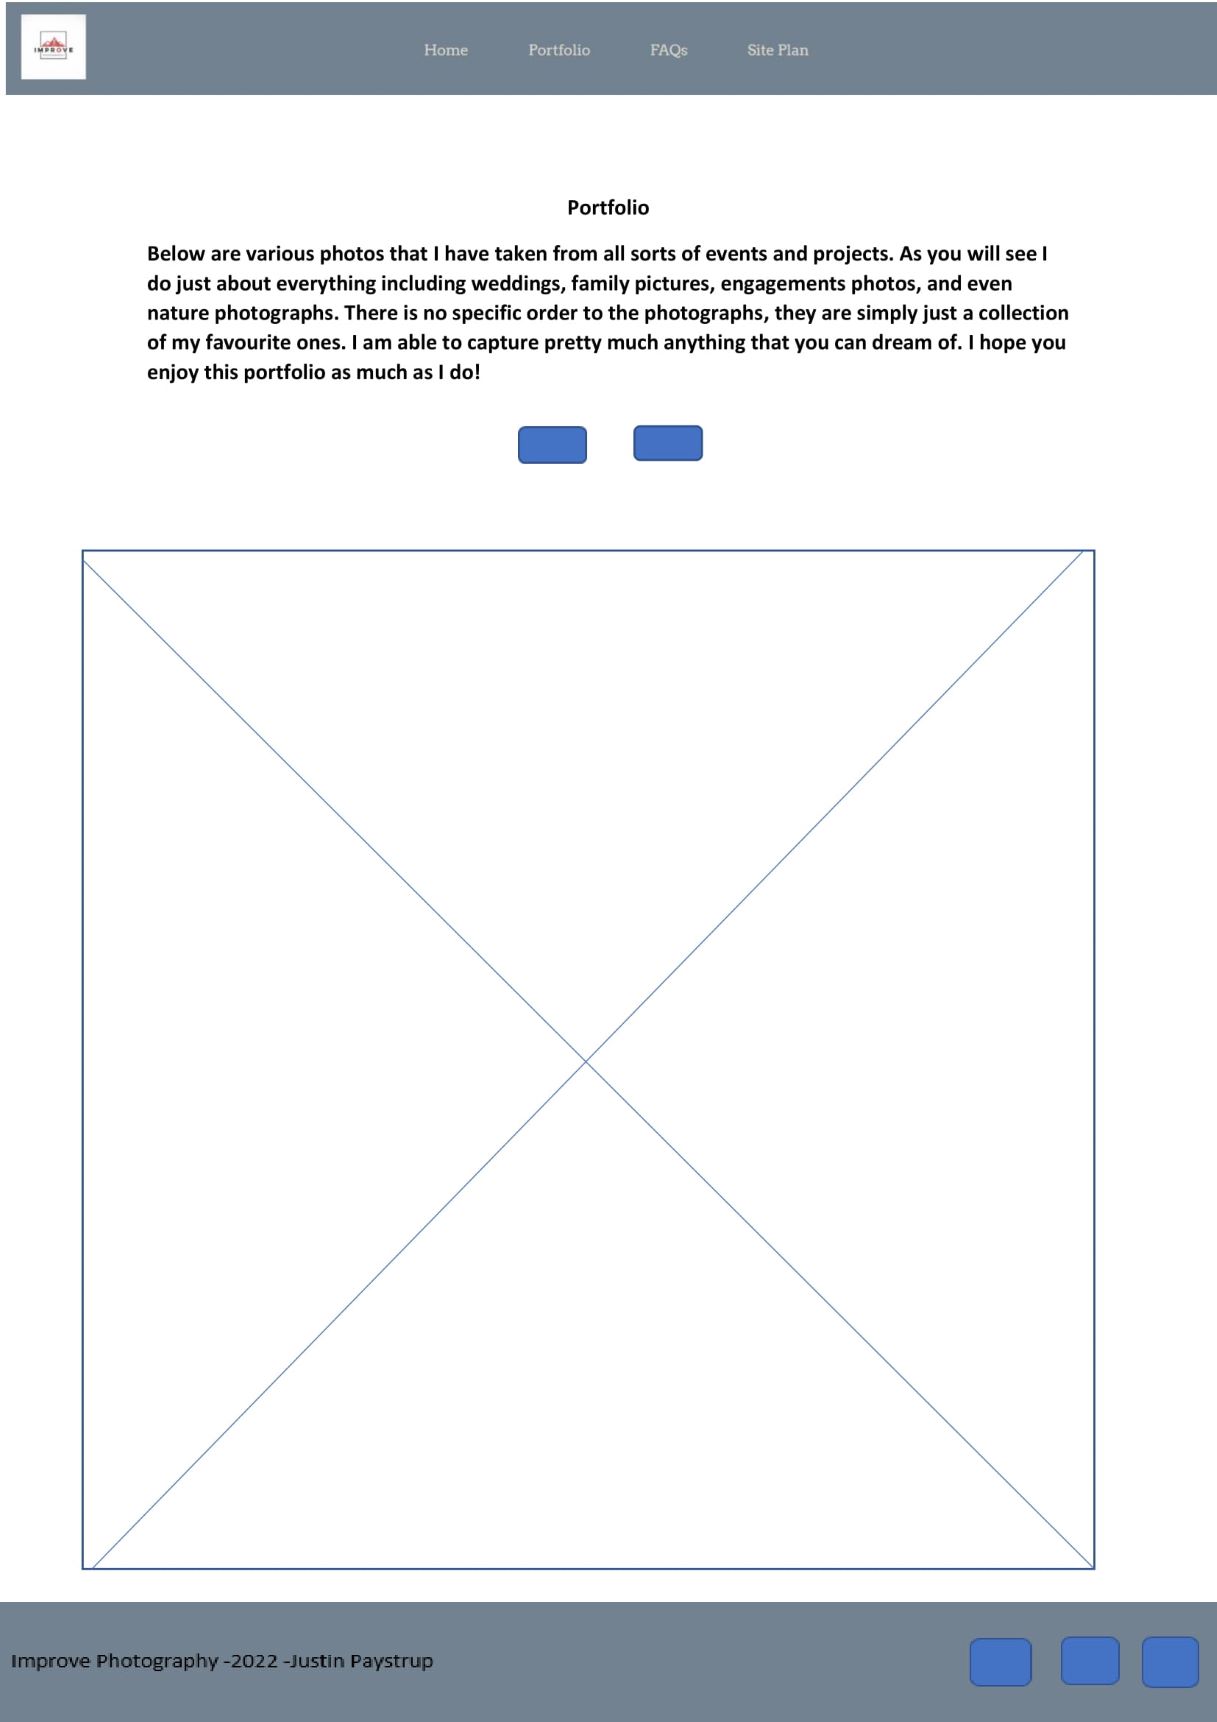 IMPROVE
Home Portfolio FAQs Site Plan
Portfolio
Below are various photos that I have taken from all sorts of events and projects. As you will see I
do just about everything including weddings, family pictures, engagements photos, and even
nature photographs. There is no specific order to the photographs, they are simply just a collection
of my favourite ones. I am able to capture pretty much anything that you can dream of. I hope you
enjoy this portfolio as much as I do!
Improve Photography -2022 -Justin Paystrup